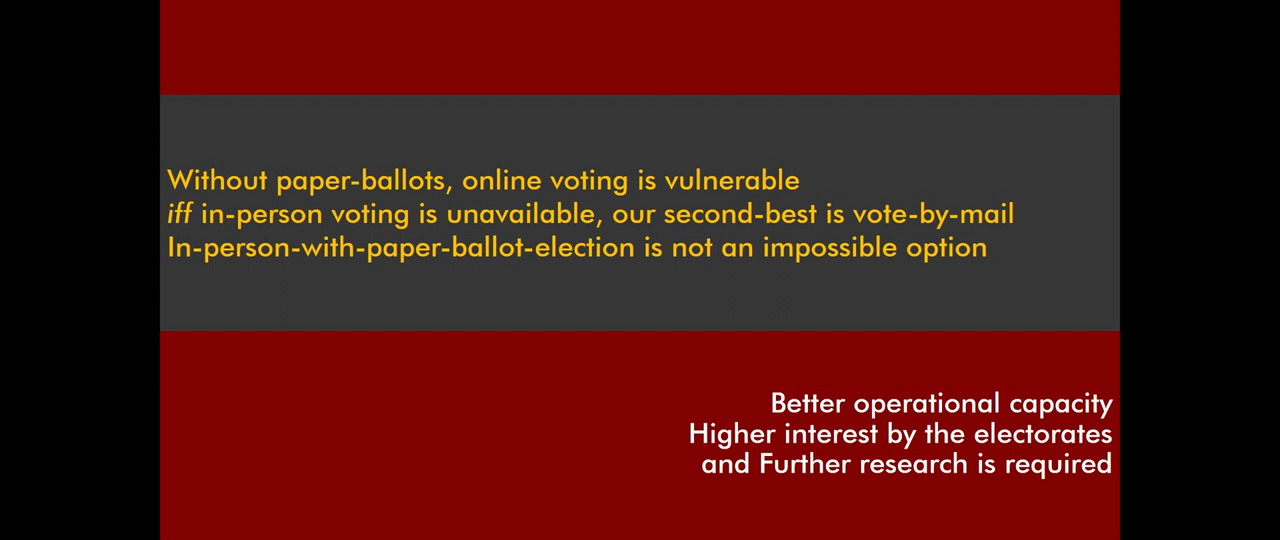 Without paper-ballots, online voting is vulnerable
iff in-person voting is unavailable, our second-best is vote-by-mail
In-person-with-paper-ballot-election is not an impossible option
Better operational capacity
Higher interest by the electorates
and Further research is required